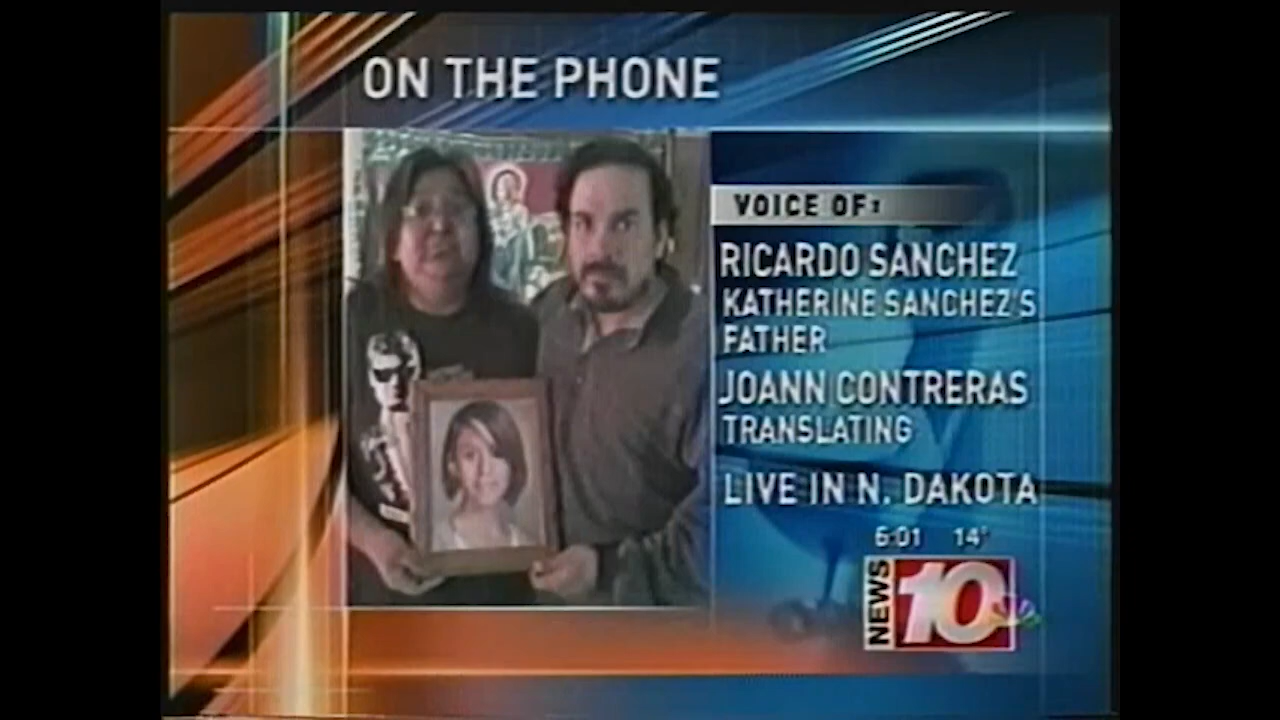 ON THE PHONE
VOICE OF:
RICARDO SANCHEZ
KATHERINE SANCHEZ'S
FATHER
JOANN CONTRERAS
TRANSLATING
LIVE IN N. DAKOTA
6:01 14°
NEWS 10